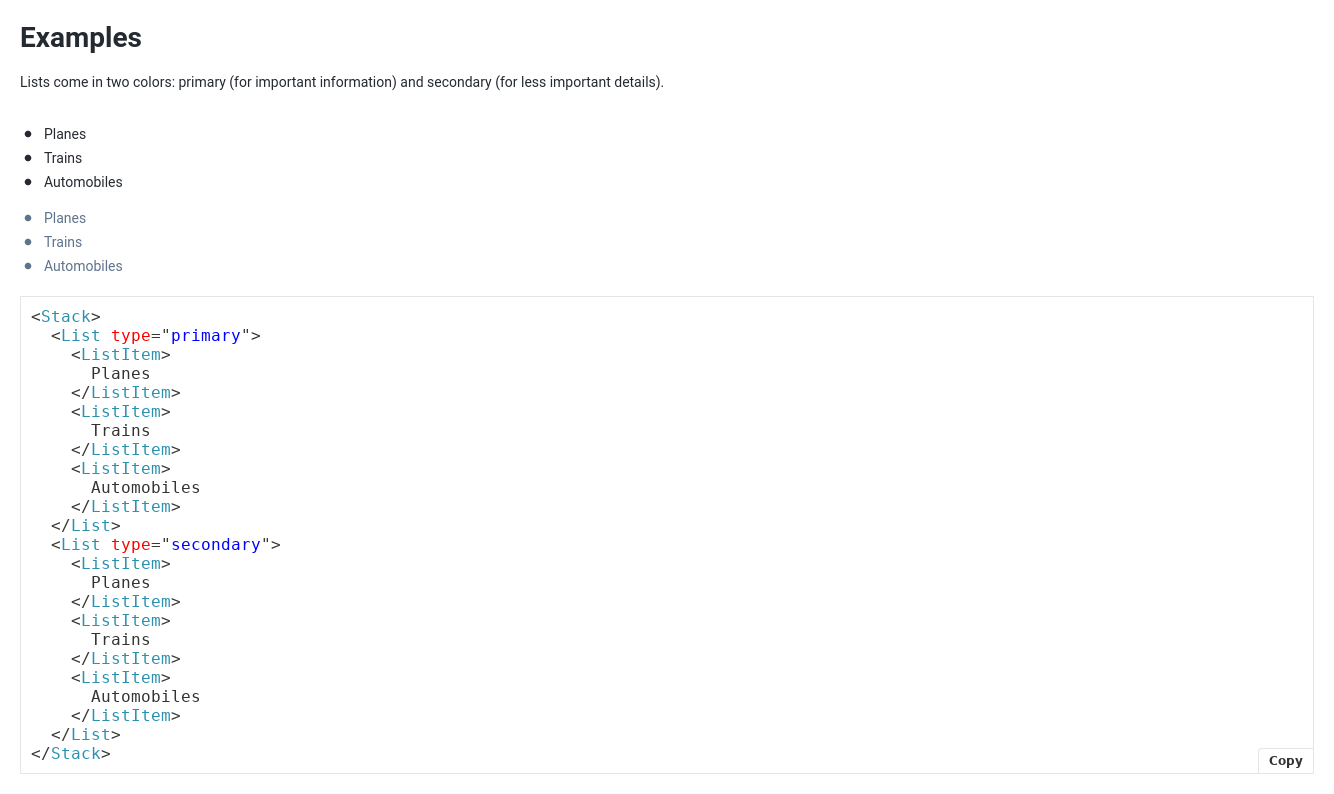 Examples
Lists come in two colors: primary (for important information) and secondary (for less important details).
Planes
Trains
Automobiles
Planes
Trains
Automobiles
<Stack>
  <List type="primary">
    <ListItem>
      Planes
    </ListItem>
    <ListItem>
      Trains
    </ListItem>
    <ListItem>
      Automobiles
    </ListItem>
  </List>
  <List type="secondary">
    <ListItem>
      Planes
    </ListItem>
    <ListItem>
      Trains
    </ListItem>
    <ListItem>
      Automobiles
    </ListItem>
  </List>
</Stack>
Copy